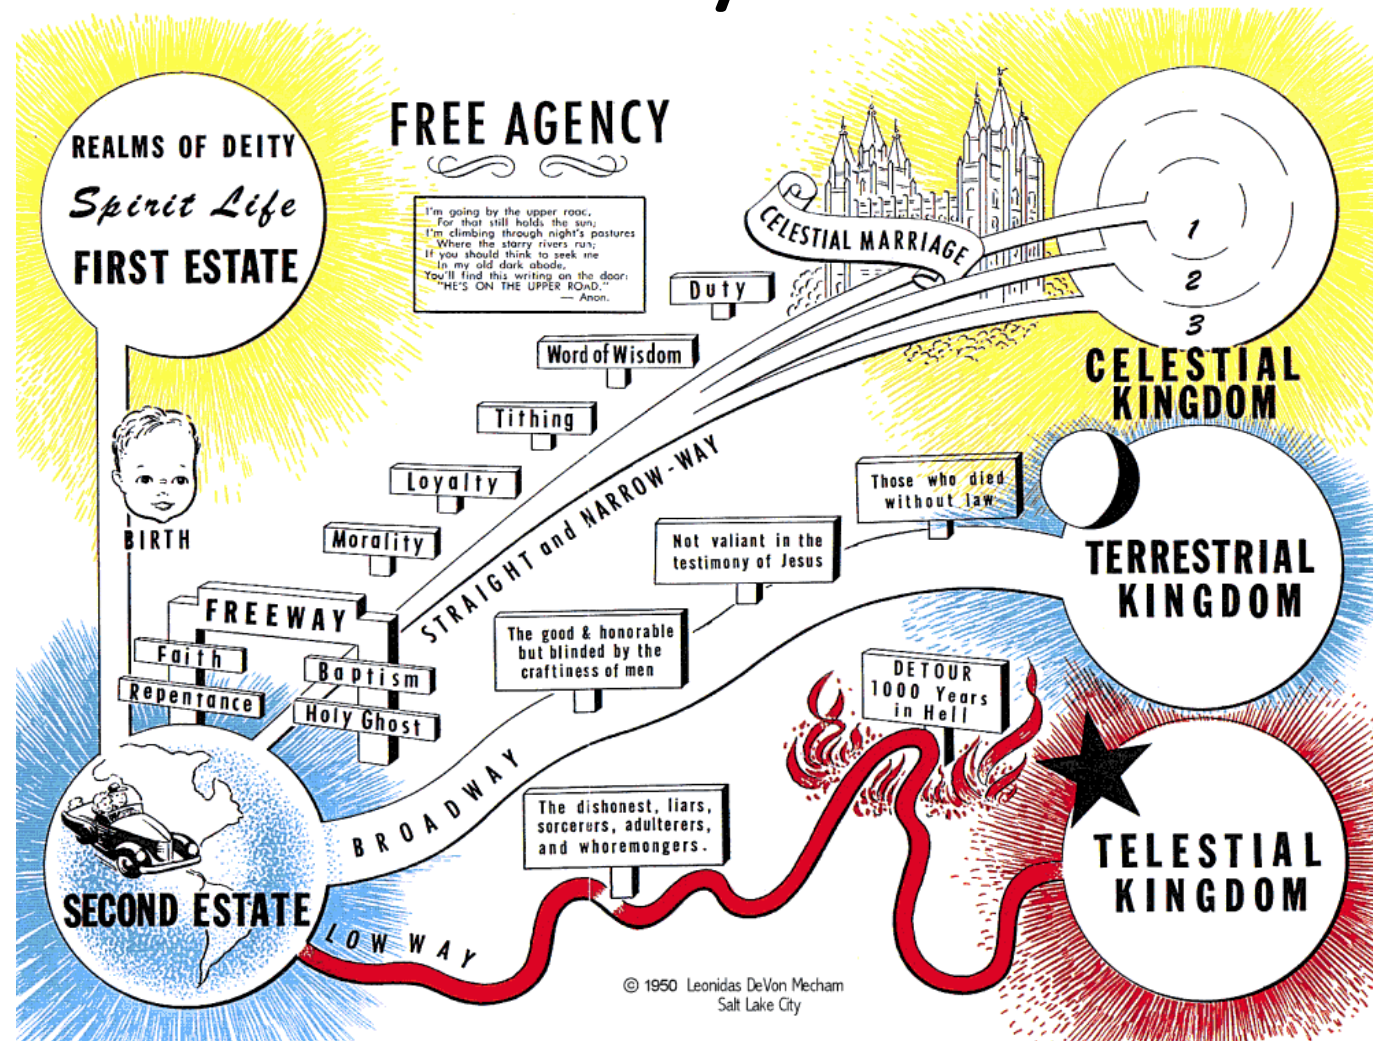 FREE AGENCY
REALMS OF DEITY
Spirit Life
FIRST ESTATE
I'm going by the upper road,
For that still holds the sun;
I'm climbing through night's pastures
Where the starry rivers run;
If you should think to seek me
In my old dark abode,
You'll find this writing on the door:
"HE'S ON THE UPPER ROAD."
— Anon.
CELESTIAL MARRIAGE
1
2
3
CELESTIAL
KINGDOM
Duty
Word of Wisdom
Tithing
Loyalty
Morality
BIRTH
FREEWAY
Faith
Repentance
Baptism
Holy Ghost
STRAIGHT and NARROW-WAY
Those who died
without law
Not valiant in the
testimony of Jesus
The good & honorable
but blinded by the
craftiness of men
TERRESTRIAL
KINGDOM
BROADWAY
DETOUR
1000 Years
in Hell
The dishonest, liars,
sorcerers, adulterers,
and whoremongers.
TELESTIAL
KINGDOM
SECOND ESTATE
LOW WAY
© 1950 Leonidas DeVon Mecham
Salt Lake City